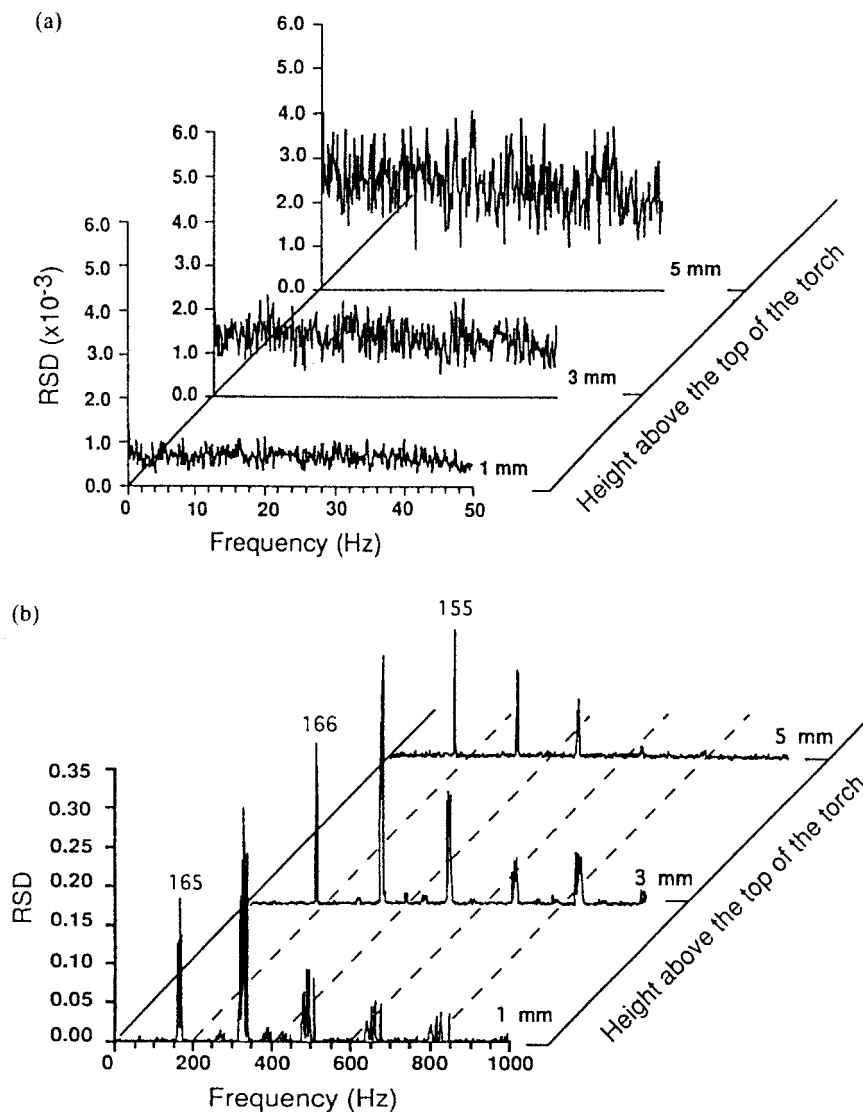 (a)
6.0
5.0
4.0
3.0
2.0
1.0
0.0
5 mm
6.0
5.0
4.0
3.0
2.0
1.0
0.0
3 mm
6.0
5.0
4.0
3.0
2.0
1.0
0.0
1 mm
RSD (x10-3)
0 10 20 30 40 50
Frequency (Hz)
Height above the top of the torch
(b)
155
5 mm
166
3 mm
0.35
0.30
0.25
0.20
0.15
0.10
0.05
0.00
165
1 mm
RSD
0 200 400 600 800 1000
Frequency (Hz)
Height above the top of the torch